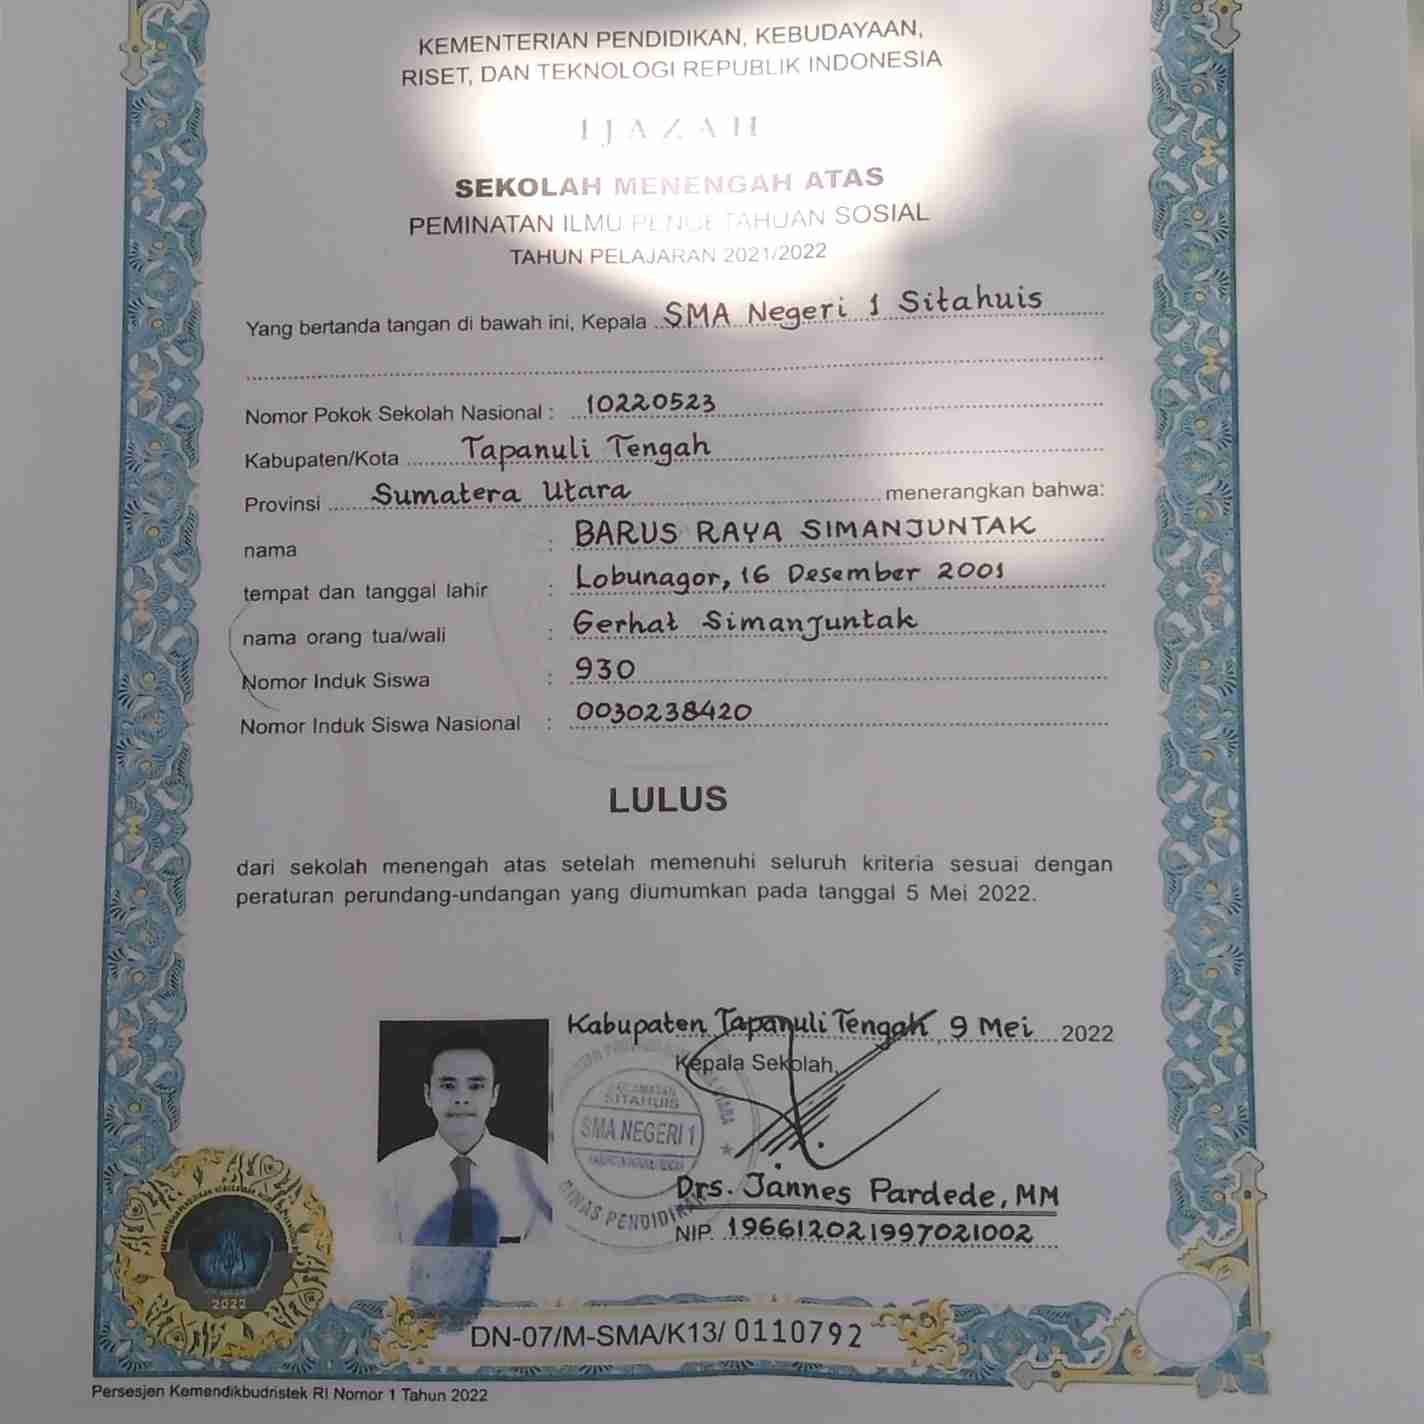 KEMENTERIAN PENDIDIKAN, KEBUDAYAAN,
RISET, DAN TEKNOLOGI REPUBLIK INDONESIA
IJAZAH
SEKOLAH MENENGAH ATAS
PEMINATAN ILMU PENGETAHUAN SOSIAL
TAHUN PELAJARAN 2021/2022
Yang bertanda tangan di bawah ini, Kepala SMA Negeri 1 Sitahuis
Nomor Pokok Sekolah Nasional : 10220523
Kabupaten/Kota Tapanuli Tengah
Provinsi Sumatera Utara menerangkan bahwa:
nama : BARUS RAYA SIMANJUNTAK
tempat dan tanggal lahir : Lobunagor, 16 Desember 2001
nama orang tua/wali : Gerhat Simanjuntak
Nomor Induk Siswa : 930
Nomor Induk Siswa Nasional : 0030238420
LULUS
dari sekolah menengah atas setelah memenuhi seluruh kriteria sesuai dengan
peraturan perundang-undangan yang diumumkan pada tanggal 5 Mei 2022.
Kabupaten Tapanuli Tengah, 9 Mei 2022
Kepala Sekolah,
KECAMATAN
SITAHUIS
SMA NEGERI 1
DINAS PENDIDIKAN
Drs. Jannes Pardede, MM
NIP. 196612021997021002
2022
DN-07/M-SMA/K13/ 0110792
Persesjen Kemendikbudristek RI Nomor 1 Tahun 2022